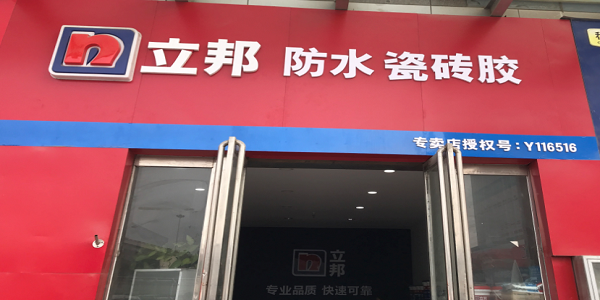 立邦 防水 瓷砖胶
专卖店授权号:Y116516
立邦
专业品质 快速可靠